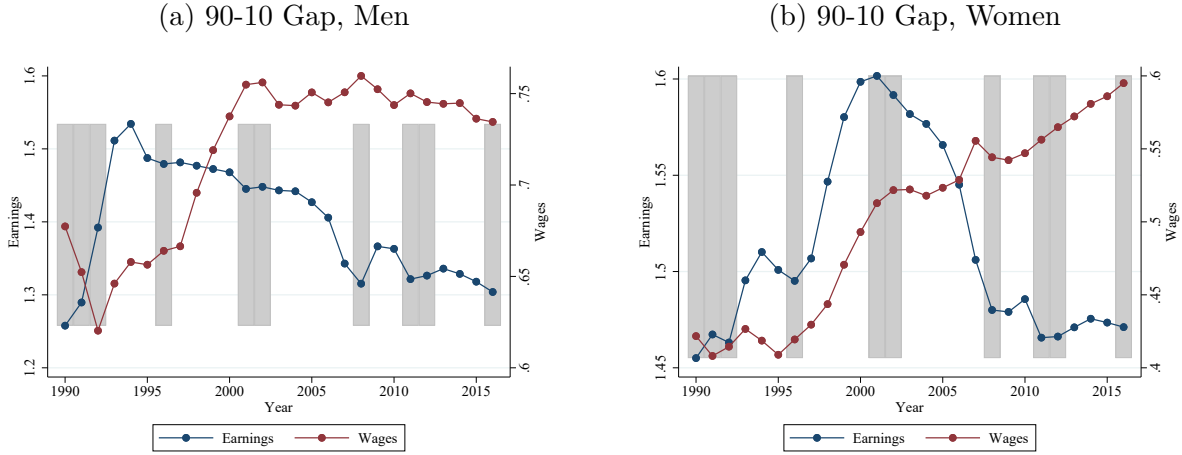 (a) 90-10 Gap, Men
1.2 1.3 1.4 1.5 1.6
Earnings
.6 .65 .7 .75
Wages
1990 1995 2000 2005 2010 2015
Year
Earnings Wages
(b) 90-10 Gap, Women
1.45 1.5 1.55 1.6
Earnings
.4 .45 .5 .55 .6
Wages
1990 1995 2000 2005 2010 2015
Year
Earnings Wages